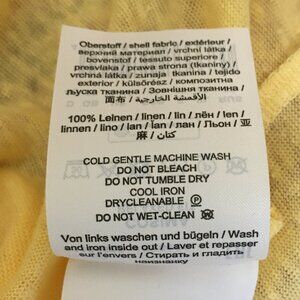 Oberstoff / shell fabric / extérieur /
верхний материал / vrchní látka /
bovenstof / tessuto superiore /
presvlaka / prawa strona (tkaniny) /
vrchná látka / zunaja tkanina / tejido
exterior / külsőrész / композитна
лъуска тканина / Зовнішня тканина
面布 / الأقمشة الخارجية /
100% Leinen / linen / lin / лён / len /
linnen / lino / lan / lan / лан / Льон / 亚
麻 / كتان /
COLD GENTLE MACHINE WASH
DO NOT BLEACH
DO NOT TUMBLE DRY
COOL IRON
DRYCLEANABLE Ⓟ
DO NOT WET-CLEAN
Von links waschen und bügeln / Wash
and iron inside out / Laver et repasser
sur l'envers / Стирать и гладить
наизнанку